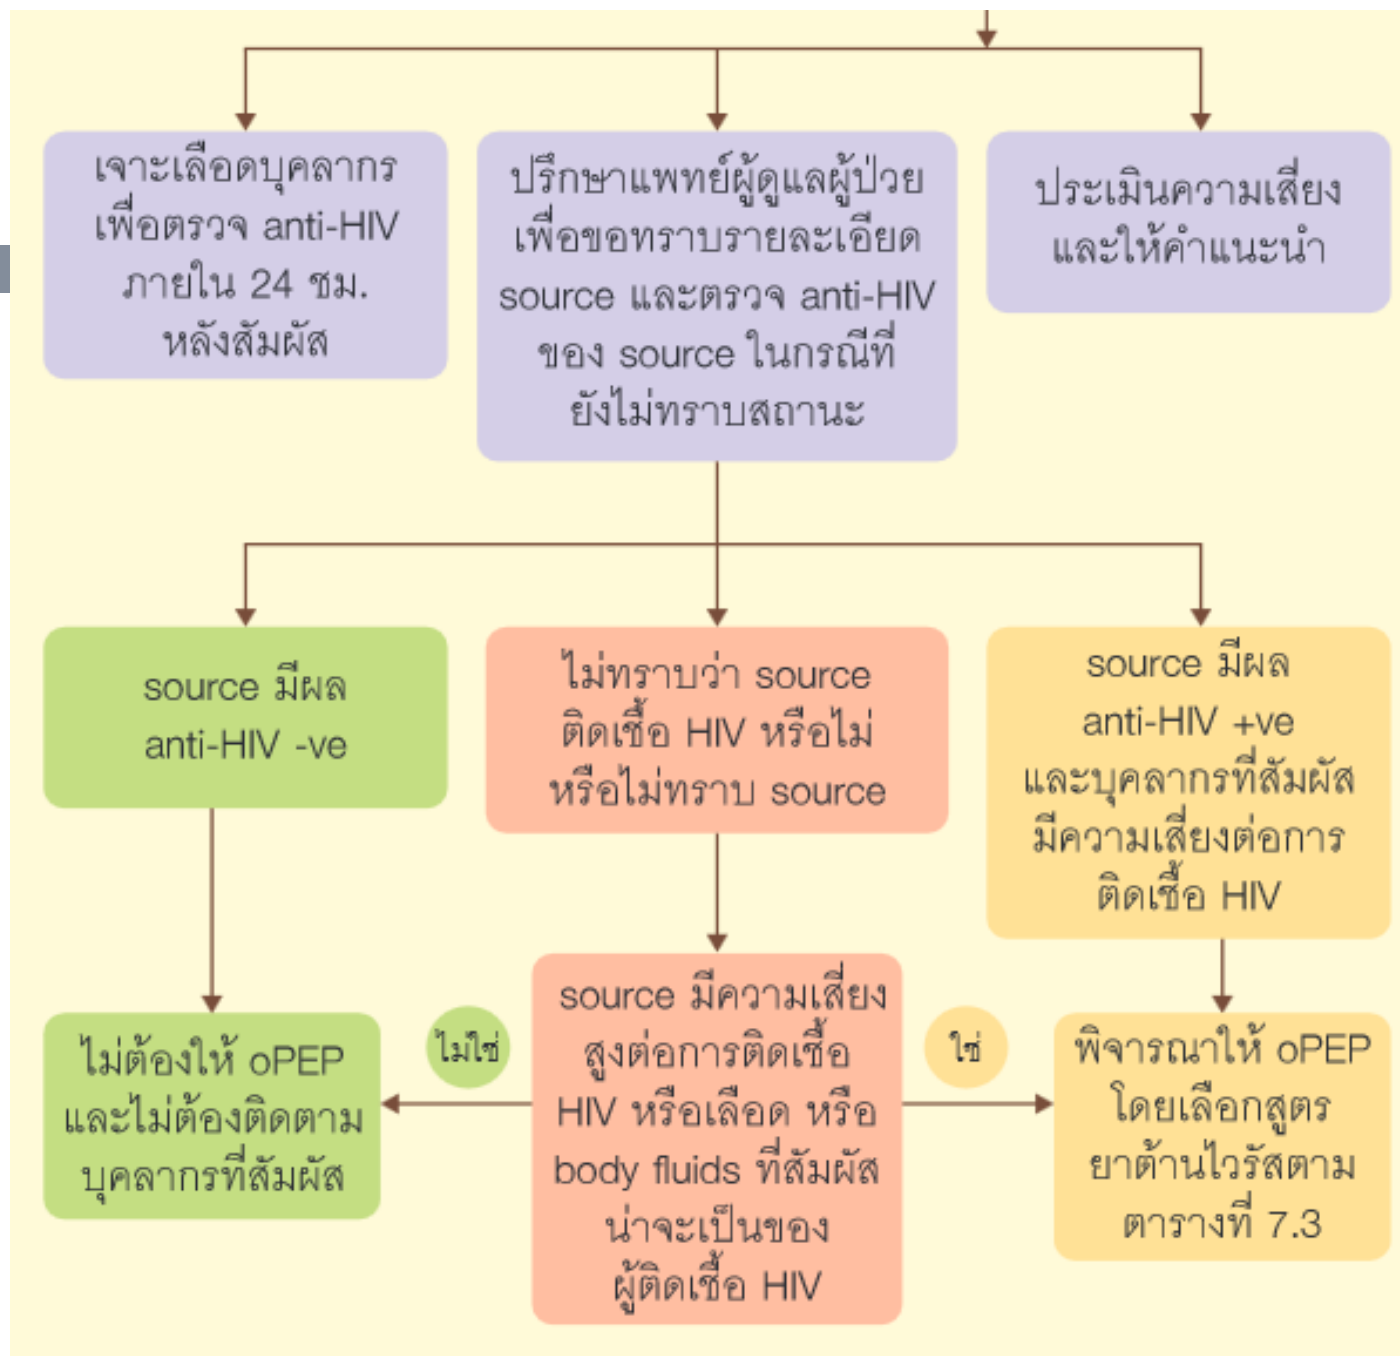 เจาะเลือดบุคลากร
เพื่อตรวจ anti-HIV
ภายใน 24 ชม.
หลังสัมผัส
ปรึกษาแพทย์ผู้ดูแลผู้ป่วย
เพื่อขอทราบรายละเอียด
source และตรวจ anti-HIV
ของ source ในกรณีที่
ยังไม่ทราบสถานะ
ประเมินความเสี่ยง
และให้คำแนะนำ
source มีผล
anti-HIV -ve
ไม่ทราบว่า source
ติดเชื้อ HIV หรือไม่
หรือไม่ทราบ source
source มีผล
anti-HIV +ve
และบุคลากรที่สัมผัส
มีความเสี่ยงต่อการ
ติดเชื้อ HIV
ไม่ต้องให้ oPEP
และไม่ต้องติดตาม
บุคลากรที่สัมผัส
ไม่ใช่
source มีความเสี่ยง
สูงต่อการติดเชื้อ
HIV หรือเลือด หรือ
body fluids ที่สัมผัส
น่าจะเป็นของ
ผู้ติดเชื้อ HIV
ใช่
พิจารณาให้ oPEP
โดยเลือกสูตร
ยาต้านไวรัสตาม
ตารางที่ 7.3